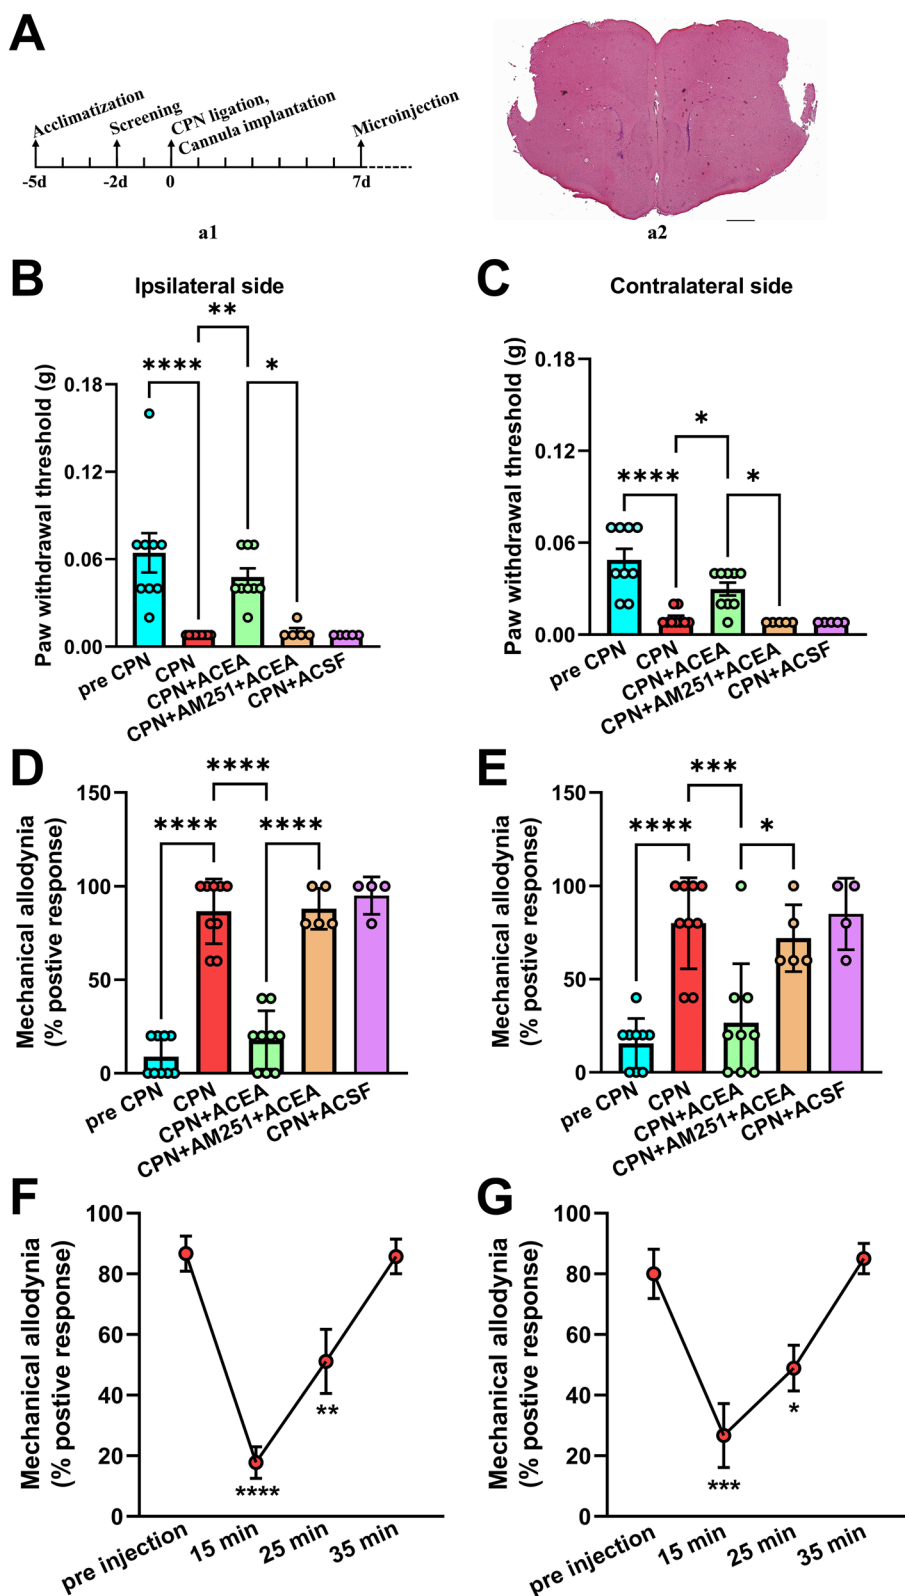 A
Acclimatization
Screening
CPN ligation,
Cannula implantation
Microinjection
-5d
-2d
0
7d
a1
a2
B
Ipsilateral side
Paw withdrawal threshold (g)
0.18
0.12
0.06
0.00
**
****
*
pre CPN
CPN
CPN+ACEA
CPN+AM251+ACEA
CPN+ACSF
C
Contralateral side
Paw withdrawal threshold (g)
0.18
0.12
0.06
0.00
*
****
*
pre CPN
CPN
CPN+ACEA
CPN+AM251+ACEA
CPN+ACSF
D
Mechanical allodynia
(% postive response)
150
100
50
0
****
****
****
pre CPN
CPN
CPN+ACEA
CPN+AM251+ACEA
CPN+ACSF
E
Mechanical allodynia
(% postive response)
150
100
50
0
***
****
*
pre CPN
CPN
CPN+ACEA
CPN+AM251+ACEA
CPN+ACSF
F
Mechanical allodynia
(% postive response)
100
80
60
40
20
0
****
**
pre injection
15 min
25 min
35 min
G
Mechanical allodynia
(% postive response)
100
80
60
40
20
0
***
*
pre injection
15 min
25 min
35 min